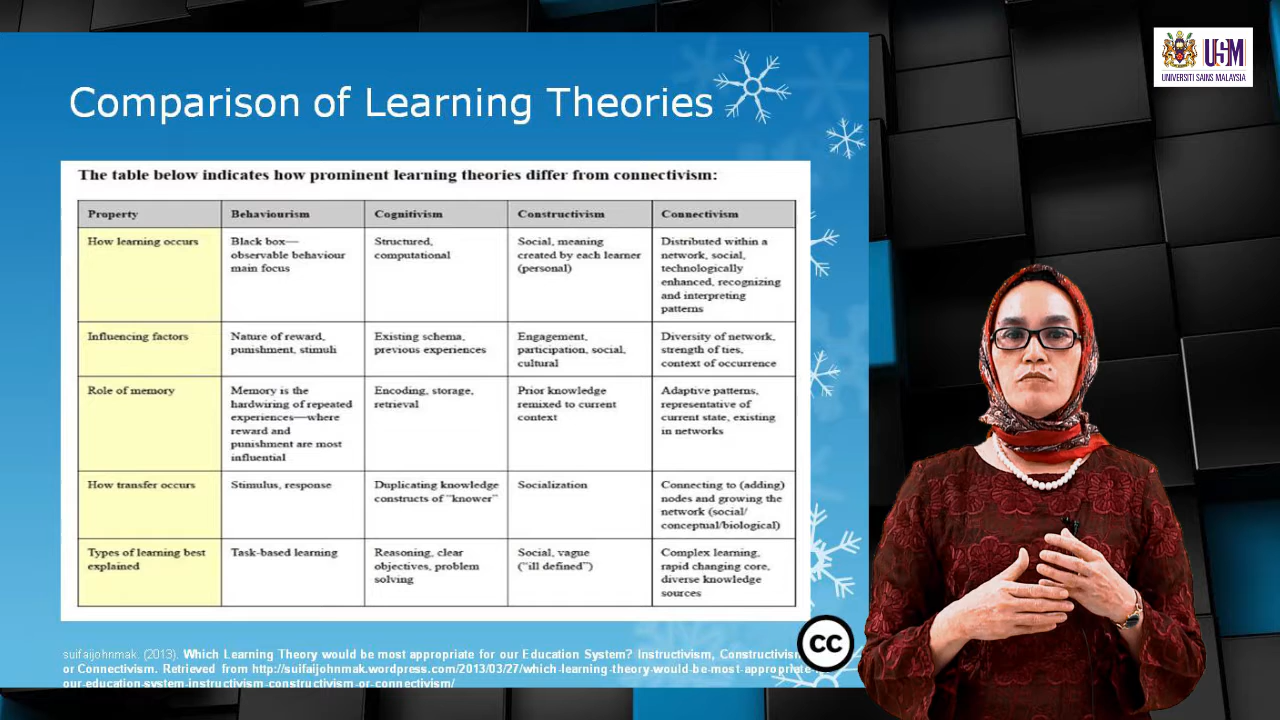 USM
UNIVERSITI SAINS MALAYSIA
Comparison of Learning Theories
The table below indicates how prominent learning theories differ from connectivism:
Property Behaviourism Cognitivism Constructivism Connectivism
How learning occurs
Black box—
observable behaviour
main focus
Structured,
computational
Social, meaning
created by each learner
(personal)
Distributed within a
network, social,
technologically
enhanced, recognizing
and interpreting
patterns
Influencing factors
Nature of reward,
punishment, stimuli
Existing schema,
previous experiences
Engagement,
participation, social,
cultural
Diversity of network,
strength of ties,
context of occurrence
Role of memory
Memory is the
hardwiring of repeated
experiences—where
reward and
punishment are most
influential
Encoding, storage,
retrieval
Prior knowledge
remixed to current
context
Adaptive patterns,
representative of
current state, existing
in networks
How transfer occurs
Stimulus, response
Duplicating knowledge
constructs of "knower"
Socialization
Connecting to (adding)
nodes and growing the
network (social/
conceptual/biological)
Types of learning best
explained
Task-based learning
Reasoning, clear
objectives, problem
solving
Social, vague
("ill defined")
Complex learning,
rapid changing core,
diverse knowledge
sources
cc
suifaijohnmak. (2013). Which Learning Theory would be most appropriate for our Education System? Instructivism, Constructivism
or Connectivism. Retrieved from http://suifaijohnmak.wordpress.com/2013/03/27/which-learning-theory-would-be-most-appropriate-
our-education-system-instructivism-constructivism-or-connectivism/